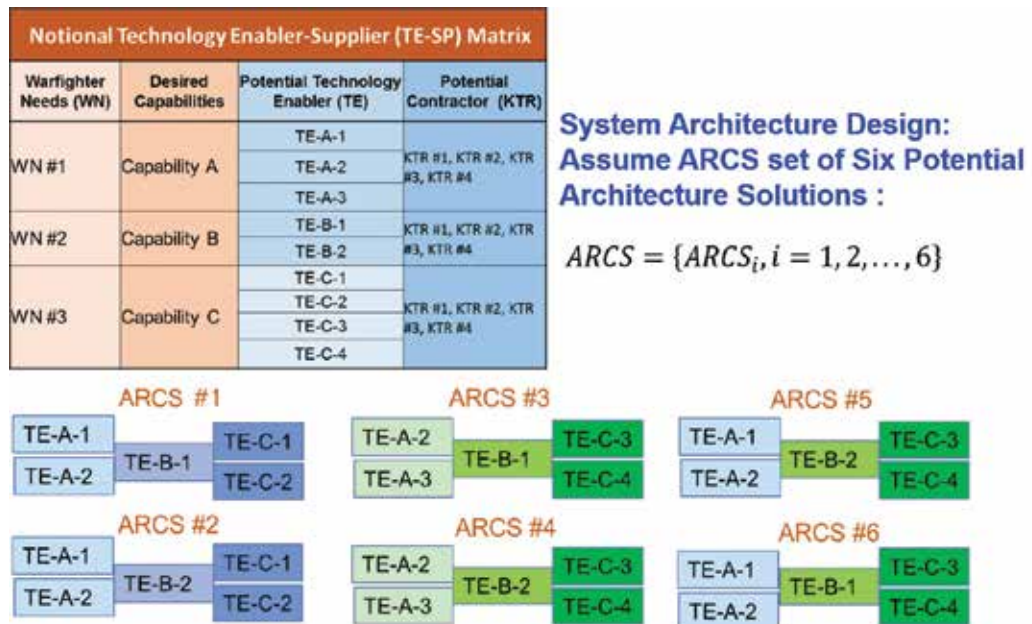 Notional Technology Enabler-Supplier (TE-SP) Matrix
Warfighter
Needs (WN)
Desired
Capabilities
Potential Technology
Enabler (TE)
Potential
Contractor (KTR)
WN #1
Capability A
TE-A-1
TE-A-2
TE-A-3
KTR #1, KTR #2, KTR
#3, KTR #4
WN #2
Capability B
TE-B-1
TE-B-2
KTR #1, KTR #2, KTR
#3, KTR #4
WN #3
Capability C
TE-C-1
TE-C-2
TE-C-3
TE-C-4
KTR #1, KTR #2, KTR
#3, KTR #4
System Architecture Design:
Assume ARCS set of Six Potential
Architecture Solutions :
ARCS = {ARCSᵢ, i = 1, 2, ..., 6}
ARCS #1
TE-A-1
TE-A-2
TE-B-1
TE-C-1
TE-C-2
ARCS #3
TE-A-2
TE-A-3
TE-B-1
TE-C-3
TE-C-4
ARCS #5
TE-A-1
TE-A-2
TE-B-2
TE-C-3
TE-C-4
ARCS #2
TE-A-1
TE-A-2
TE-B-2
TE-C-1
TE-C-2
ARCS #4
TE-A-2
TE-A-3
TE-B-2
TE-C-3
TE-C-4
ARCS #6
TE-A-1
TE-A-2
TE-B-1
TE-C-3
TE-C-4